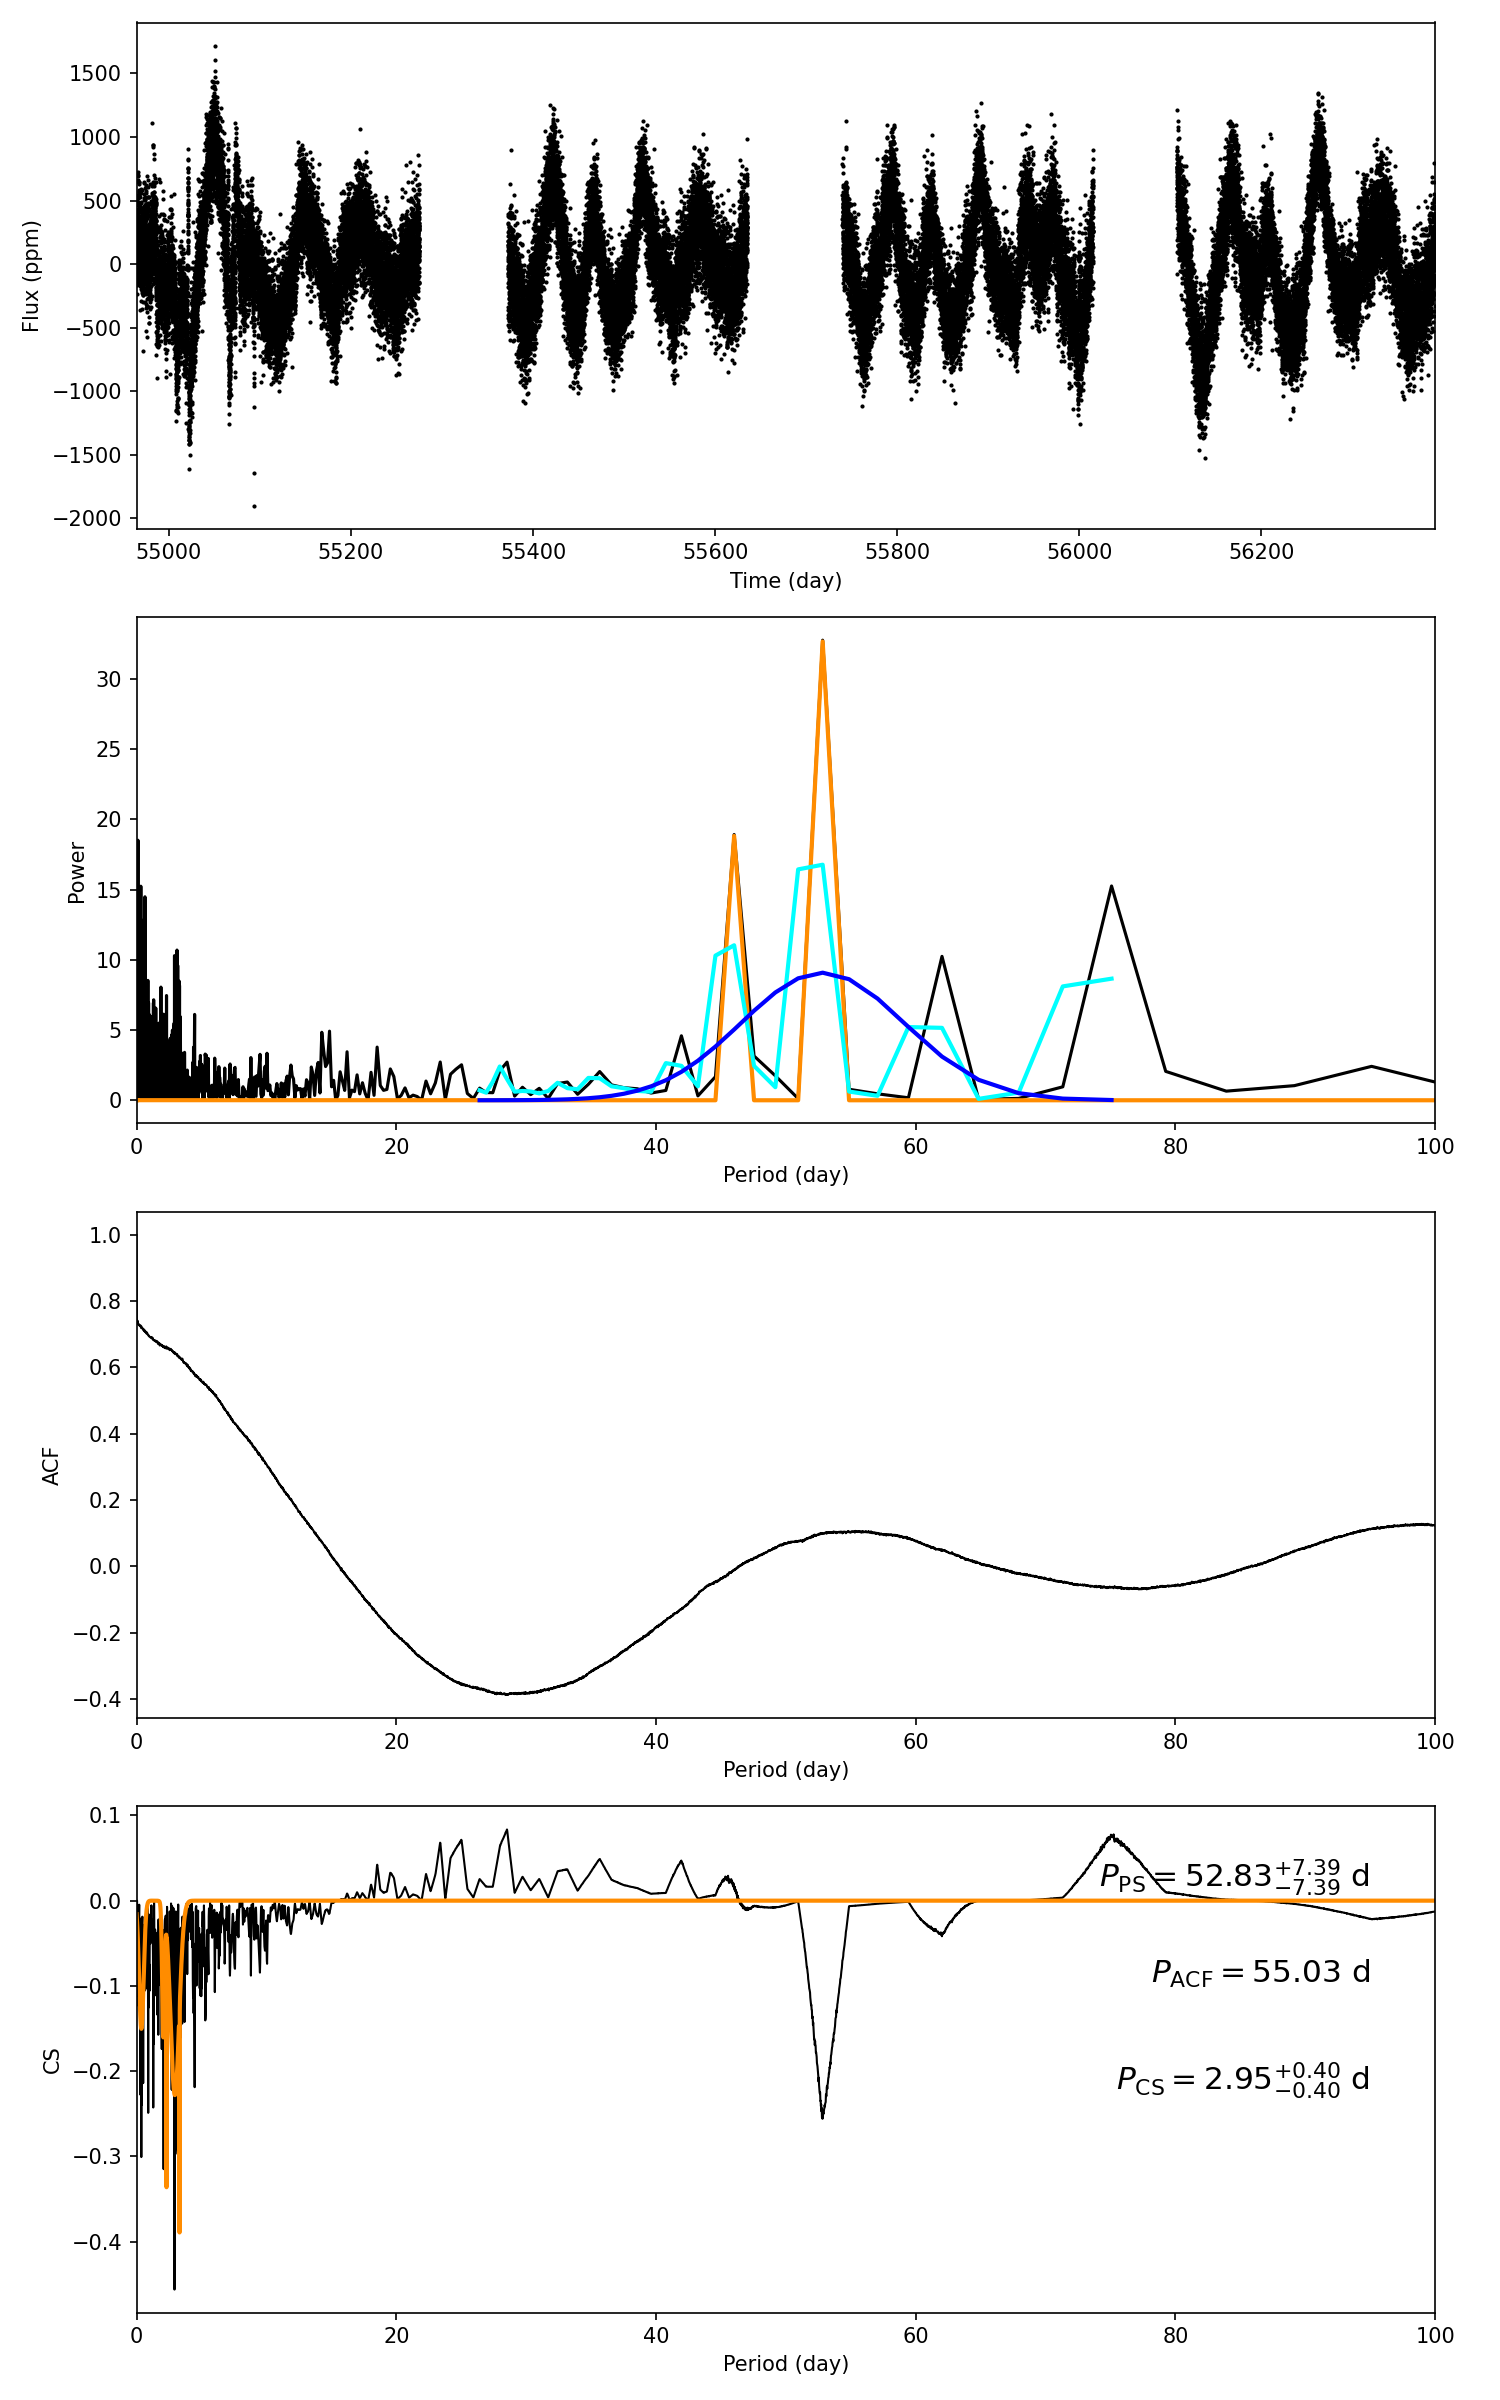 1500
1000
500
0
−500
−1000
−1500
−2000
Flux (ppm)
55000 55200 55400 55600 55800 56000 56200
Time (day)
30
25
20
15
10
5
0
Power
0 20 40 60 80 100
Period (day)
1.0
0.8
0.6
0.4
0.2
0.0
−0.2
−0.4
ACF
0 20 40 60 80 100
Period (day)
0.1
0.0
−0.1
−0.2
−0.3
−0.4
CS
P_PS = 52.83^{+7.39}_{−7.39} d
P_ACF = 55.03 d
P_CS = 2.95^{+0.40}_{−0.40} d
0 20 40 60 80 100
Period (day)